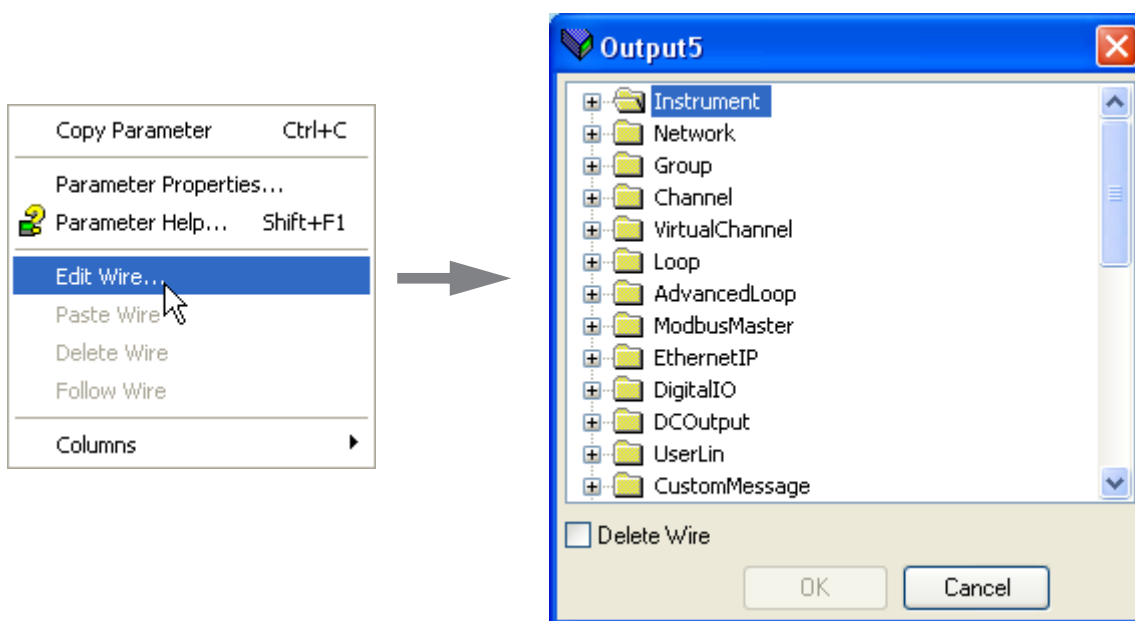 Copy Parameter Ctrl+C
Parameter Properties...
Parameter Help... Shift+F1
Edit Wire...
Paste Wire
Delete Wire
Follow Wire
Columns
Output5
Instrument
Network
Group
Channel
VirtualChannel
Loop
AdvancedLoop
ModbusMaster
EthernetIP
DigitalIO
DCOutput
UserLin
CustomMessage
Delete Wire
OK Cancel